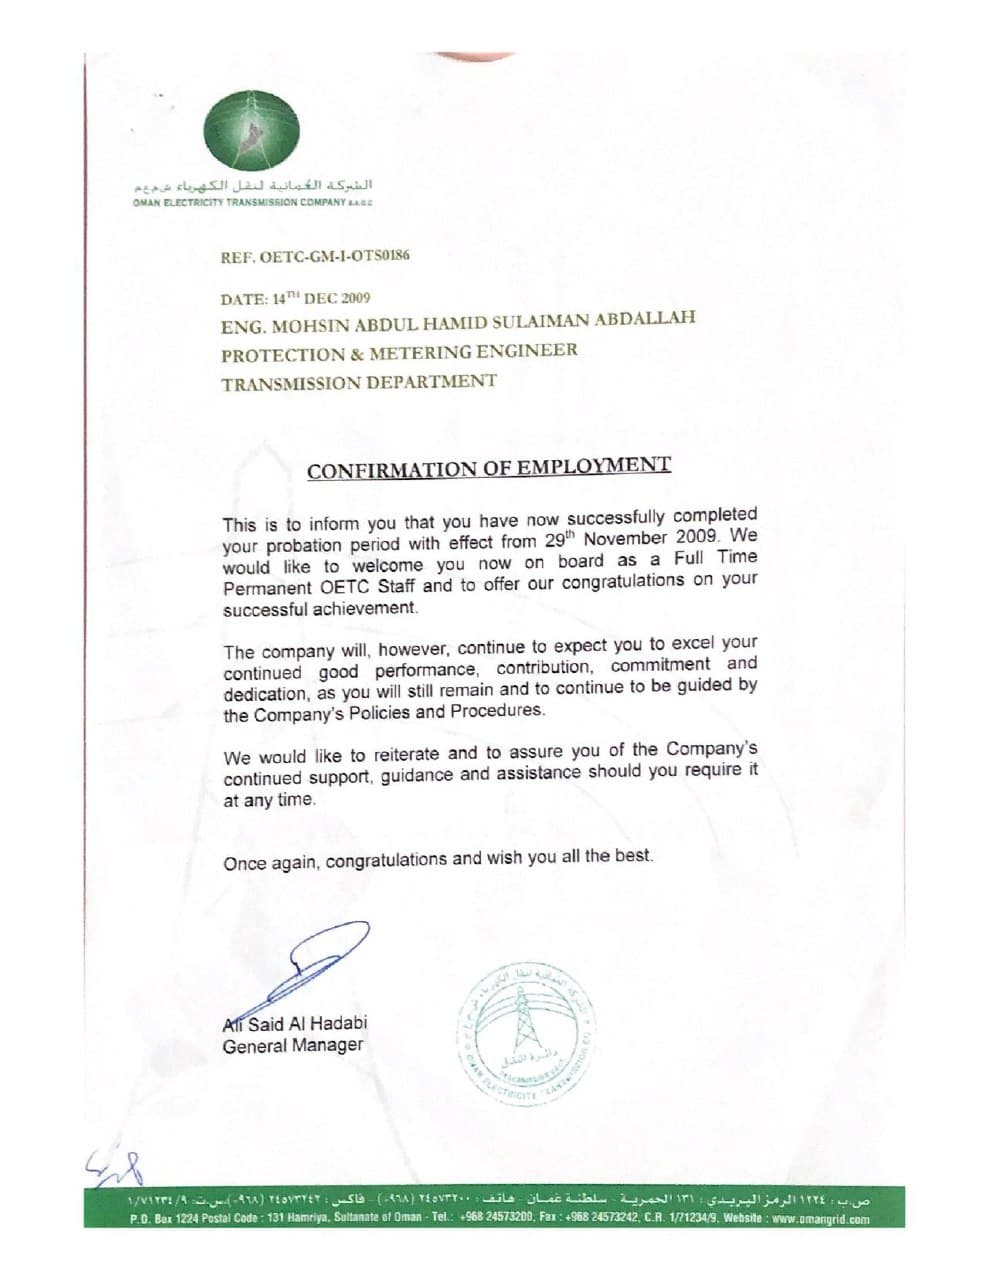 الشركة العُمانية لنقل الكهرباء ش.م.ع.م
OMAN ELECTRICITY TRANSMISSION COMPANY S.A.O.C
REF. OETC-GM-I-OTS0186
DATE: 14TH DEC 2009
ENG. MOHSIN ABDUL HAMID SULAIMAN ABDALLAH
PROTECTION & METERING ENGINEER
TRANSMISSION DEPARTMENT
CONFIRMATION OF EMPLOYMENT
This is to inform you that you have now successfully completed
your probation period with effect from 29th November 2009. We
would like to welcome you now on board as a Full Time
Permanent OETC Staff and to offer our congratulations on your
successful achievement.
The company will, however, continue to expect you to excel your
continued good performance, contribution, commitment and
dedication, as you will still remain and to continue to be guided by
the Company's Policies and Procedures.
We would like to reiterate and to assure you of the Company's
continued support, guidance and assistance should you require it
at any time.
Once again, congratulations and wish you all the best.
Ali Said Al Hadabi
General Manager
الشركة العمانية لنقل الكهرباء
دائرة النقل
OMAN ELECTRICITY TRANSMISSION CO.
ص.ب : ١٢٢٤ الرمز البريدي : ١٣١ الحمرية - سلطنة عمان - هاتف : ٢٤٥٧٣٢٠٠ (٩٦٨+) - فاكس : ٢٤٥٧٣٢٤٢ (٩٦٨+)، س.ت: ١/٧١٢٣٤/٩
P.O. Box 1224 Postal Code : 131 Hamriya, Sultanate of Oman - Tel.: +968 24573200, Fax : +968 24573242, C.R. 1/71234/9, Website : www.omangrid.com